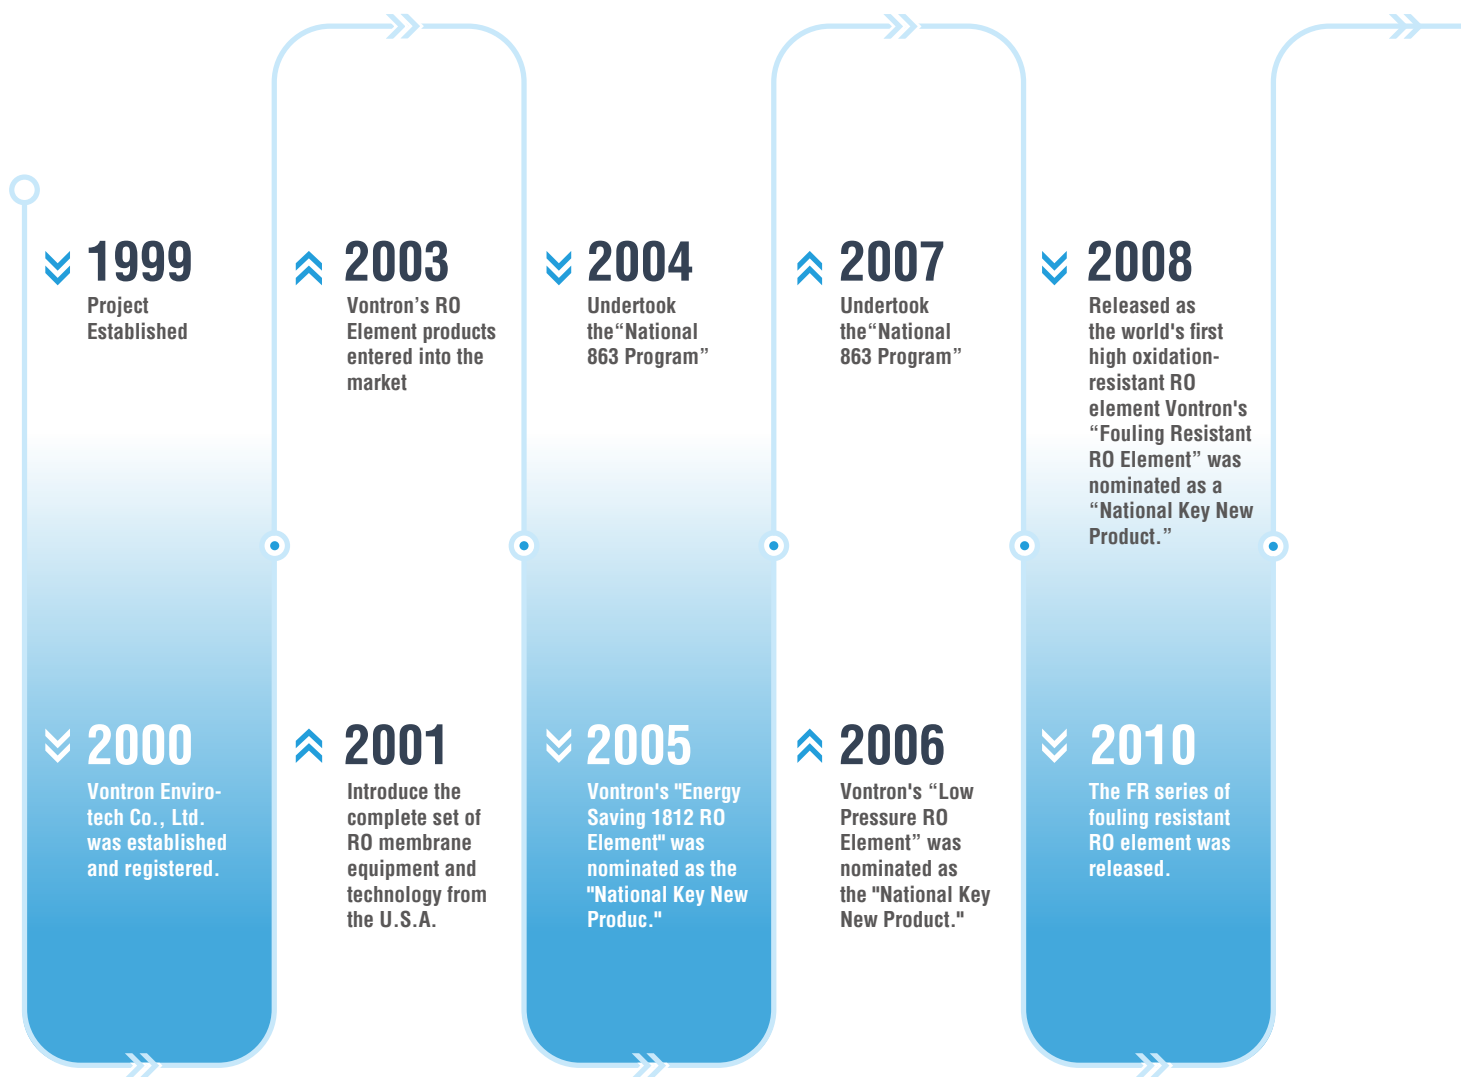 1999
Project
Established
2000
Vontron Enviro-
tech Co., Ltd.
was established
and registered.
2001
Introduce the
complete set of
RO membrane
equipment and
technology from
the U.S.A.
2003
Vontron’s RO
Element products
entered into the
market
2004
Undertook
the“National
863 Program”
2005
Vontron's "Energy
Saving 1812 RO
Element" was
nominated as the
"National Key New
Produc."
2006
Vontron's “Low
Pressure RO
Element” was
nominated as
the "National Key
New Product."
2007
Undertook
the“National
863 Program”
2008
Released as
the world's first
high oxidation-
resistant RO
element Vontron's
“Fouling Resistant
RO Element” was
nominated as a
“National Key New
Product.”
2010
The FR series of
fouling resistant
RO element was
released.